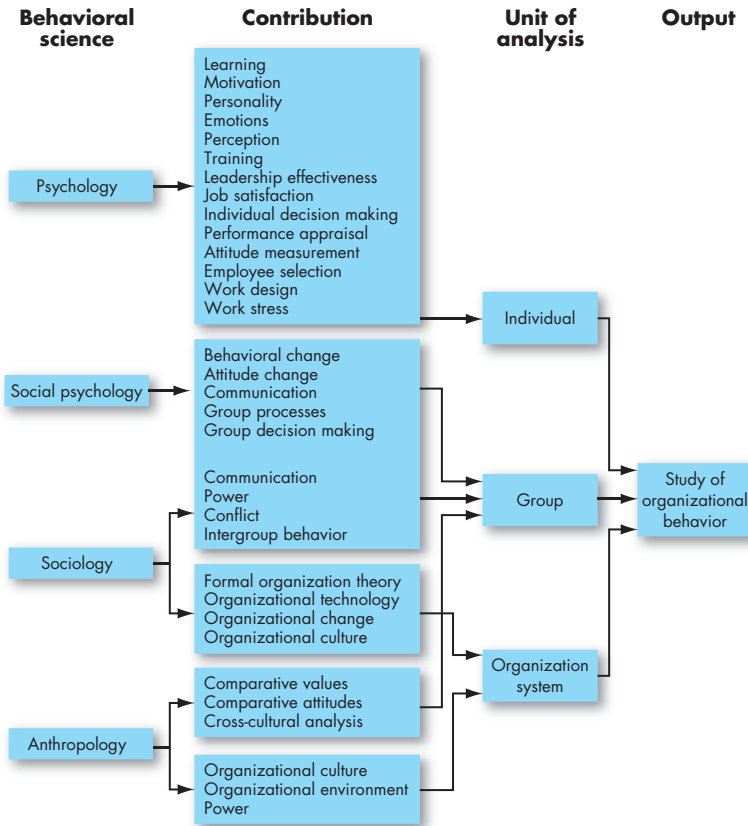 Behavioral
science
Contribution
Unit of
analysis
Output
Psychology
Learning
Motivation
Personality
Emotions
Perception
Training
Leadership effectiveness
Job satisfaction
Individual decision making
Performance appraisal
Attitude measurement
Employee selection
Work design
Work stress
Individual
Social psychology
Behavioral change
Attitude change
Communication
Group processes
Group decision making
Communication
Power
Conflict
Intergroup behavior
Group
Study of
organizational
behavior
Sociology
Formal organization theory
Organizational technology
Organizational change
Organizational culture
Organization
system
Anthropology
Comparative values
Comparative attitudes
Cross-cultural analysis
Organizational culture
Organizational environment
Power